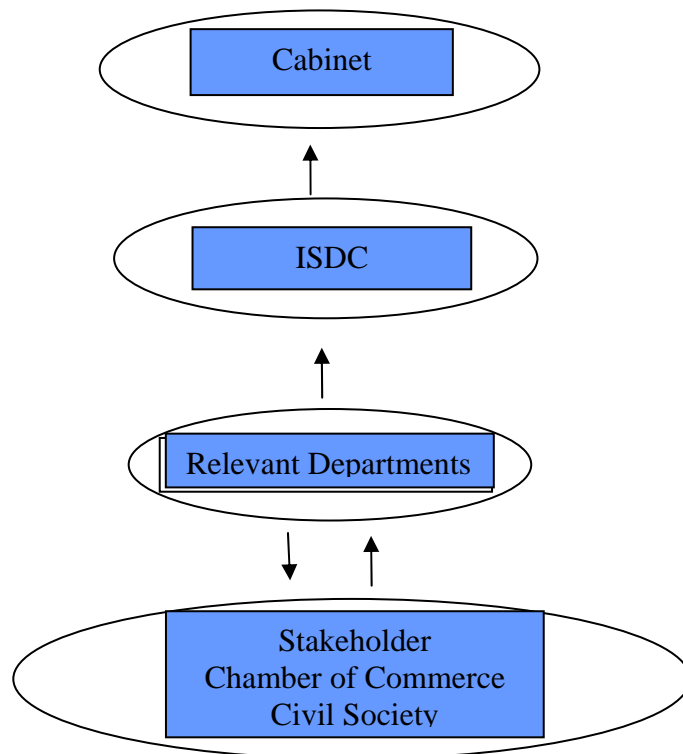 Cabinet
ISDC
Relevant Departments
Stakeholder
Chamber of Commerce
Civil Society